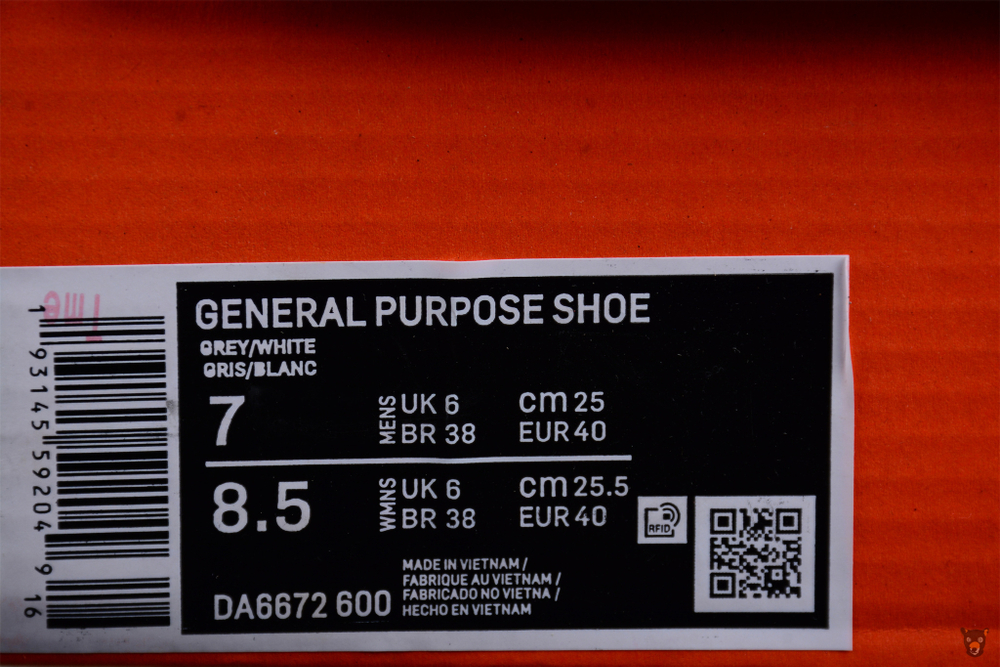 GENERAL PURPOSE SHOE
GREY/WHITE
GRIS/BLANC
7 MENS UK 6 cm 25
BR 38 EUR 40
8.5 WMNS UK 6 cm 25.5
BR 38 EUR 40
RFID
MADE IN VIETNAM /
FABRIQUE AU VIETNAM /
FABRICADO NO VIETNA /
HECHO EN VIETNAM
DA6672 600
1 93145 59204 9 16